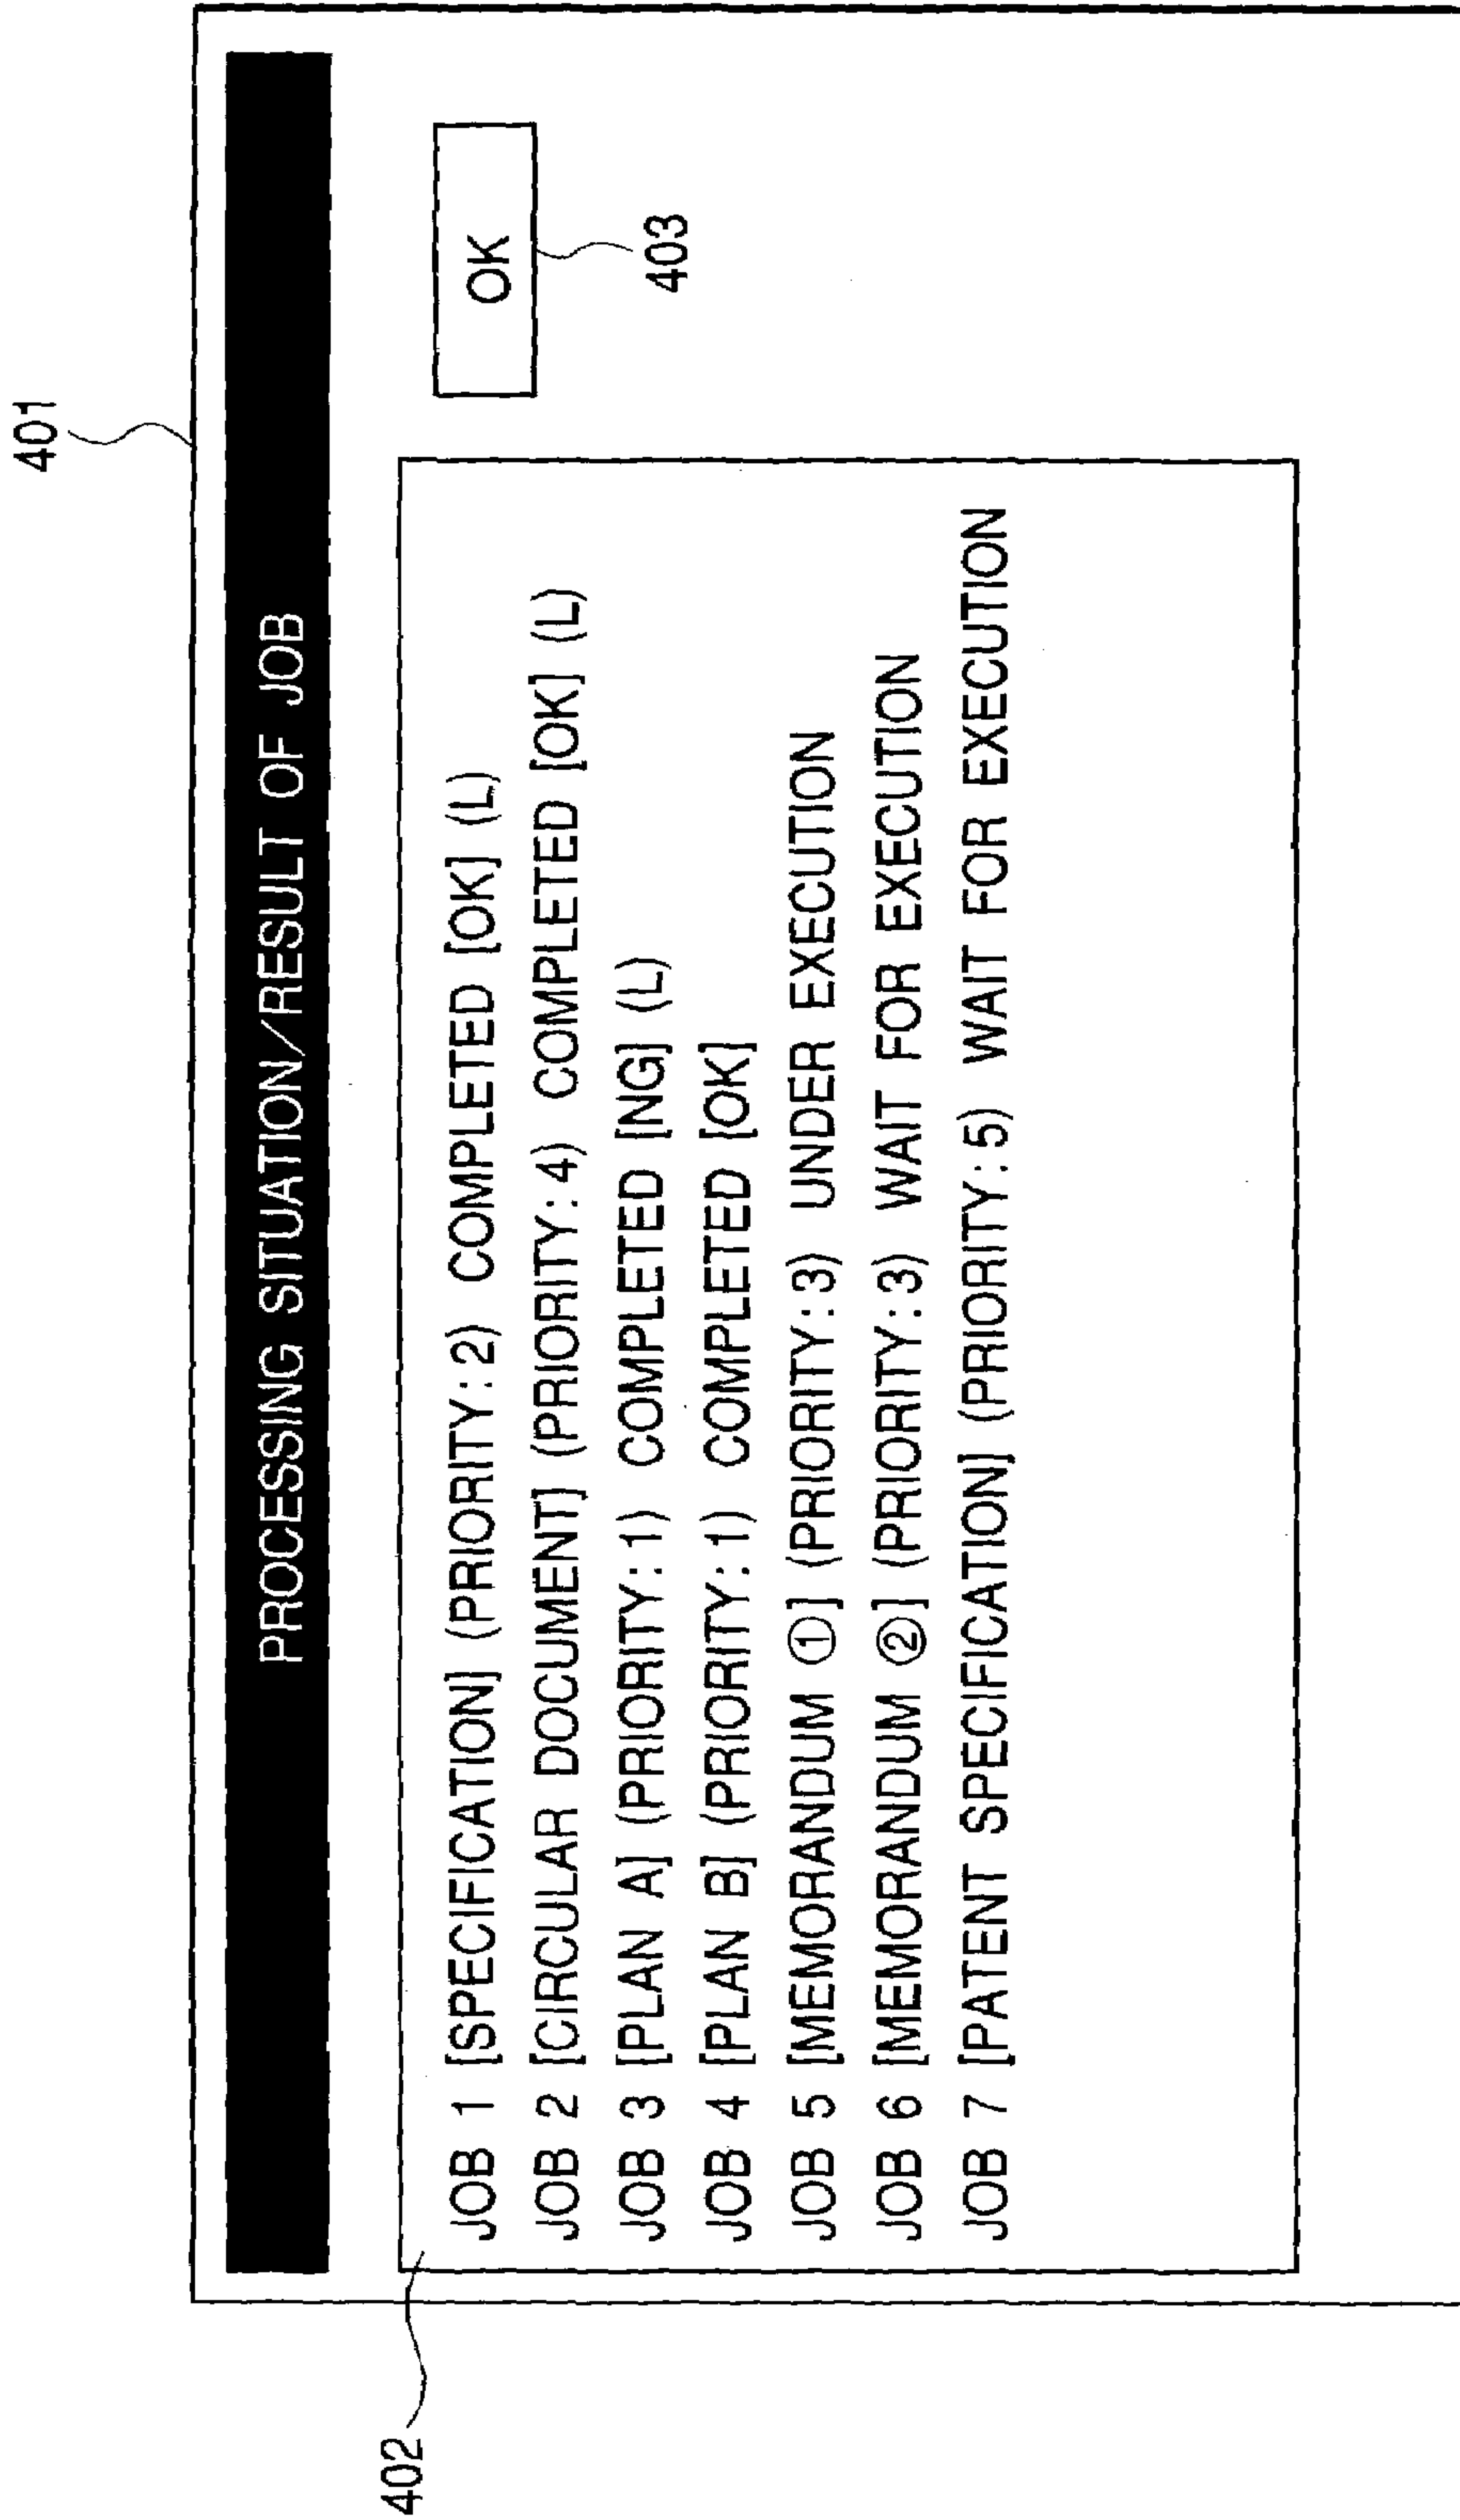 401
PROCESSING SITUATION/RESULT OF JOB
402
JOB 1 [SPECIFICATION] (PRIORITY:2) COMPLETED [OK] (L)
JOB 2 [CIRCULAR DOCUMENT] (PRIORITY:4) COMPLETED [OK] (L)
JOB 3 [PLAN A] (PRIORITY:1) COMPLETED [NG] (L)
JOB 4 [PLAN B] (PRIORITY:1) COMPLETED [OK]
JOB 5 [MEMORANDUM ①] (PRIORITY:3) UNDER EXECUTION
JOB 6 [MEMORANDUM ②] (PRIORITY:3) WAIT FOR EXECUTION
JOB 7 [PATENT SPECIFICATION] (PRIORITY:5) WAIT FOR EXECUTION
OK
403